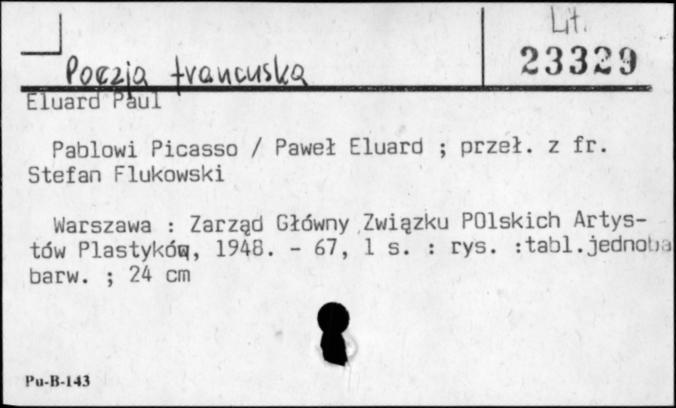 Lit.
23329
Poezja francuska
Eluard Paul
Pablowi Picasso / Paweł Eluard ; przeł. z fr.
Stefan Flukowski
Warszawa : Zarząd Główny Związku POlskich Artys-
tów Plastyków, 1948. - 67, 1 s. : rys. :tabl.jednoba
barw. ; 24 cm
Pu-B-143